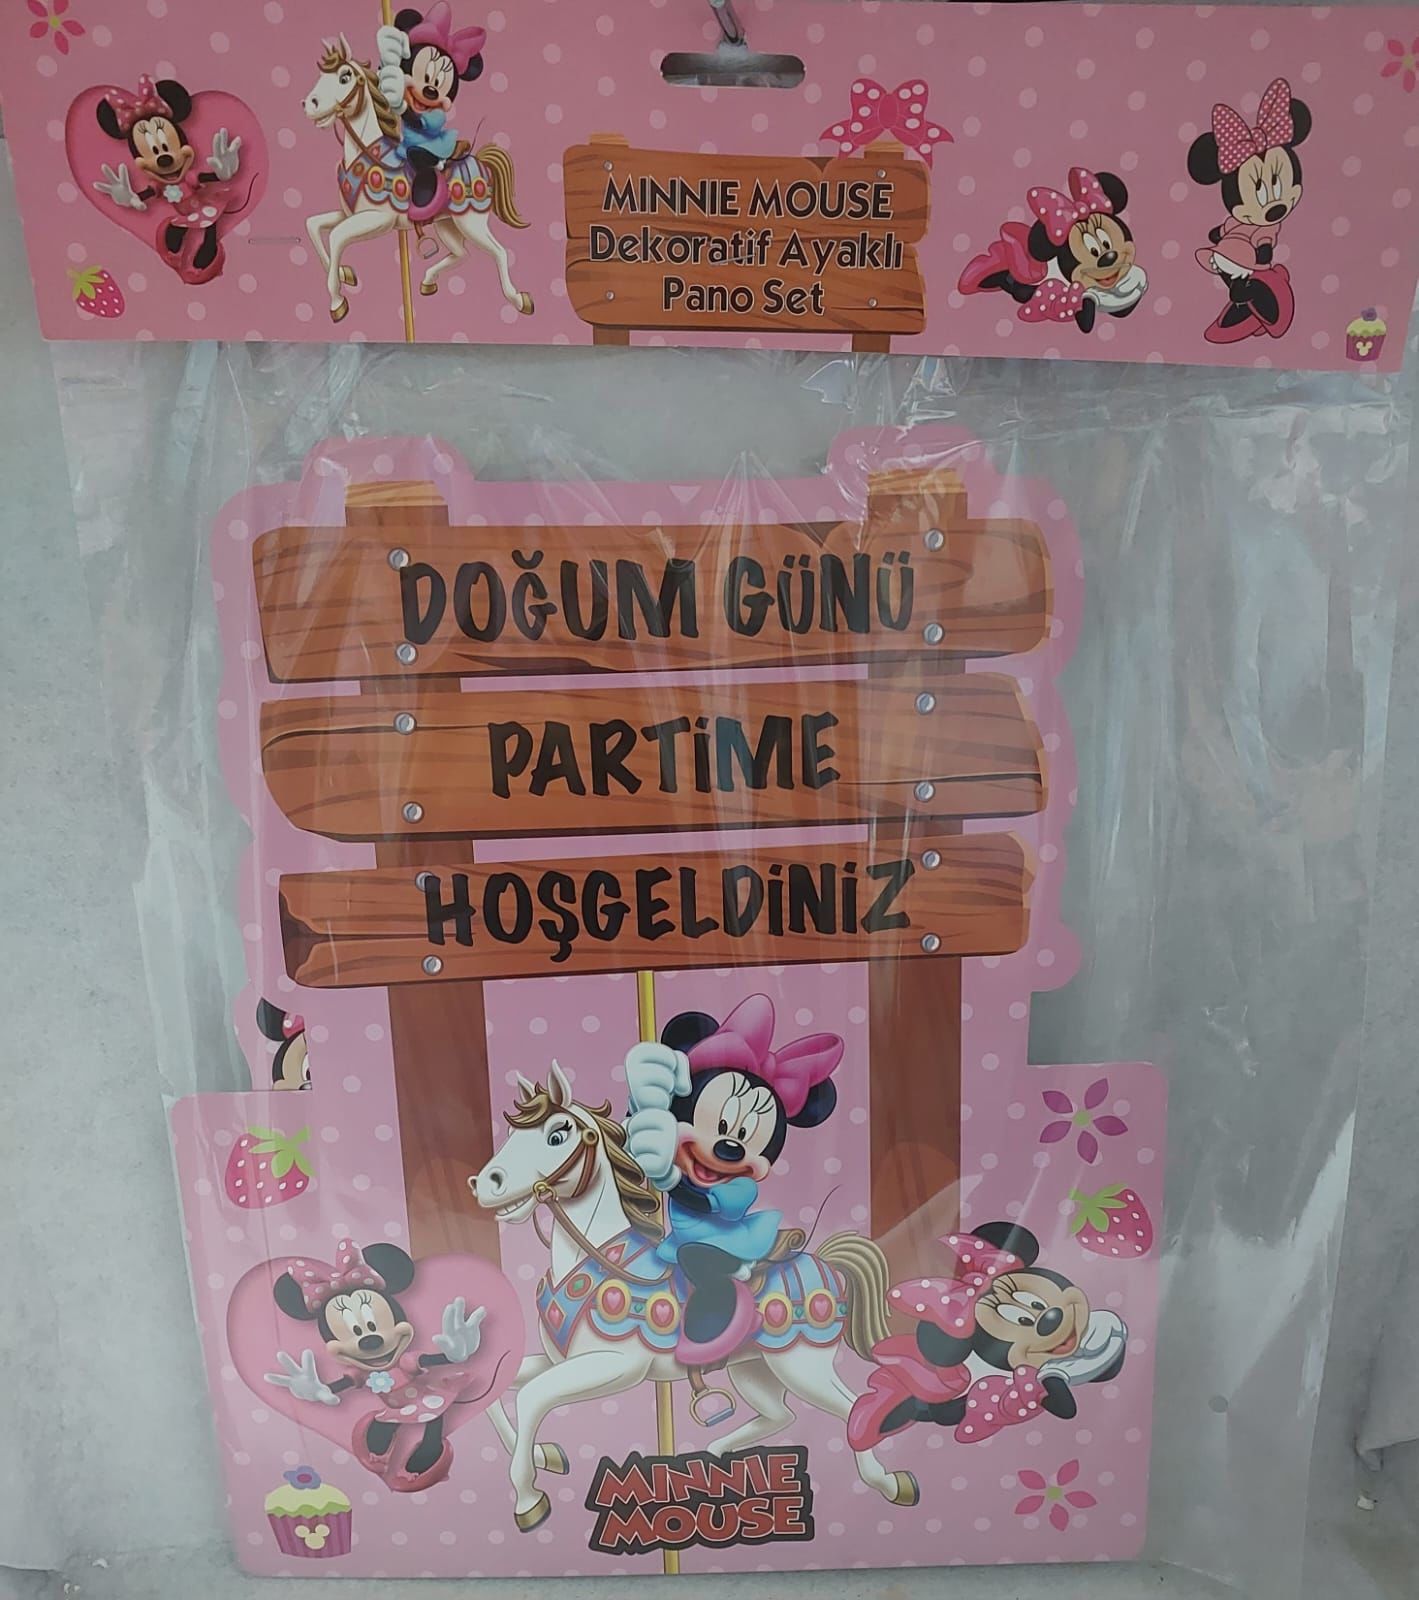 MINNIE MOUSE
Dekoratif Ayaklı
Pano Set
DOĞUM GÜNÜ
PARTİME
HOŞGELDİNİZ
MINNIE
MOUSE